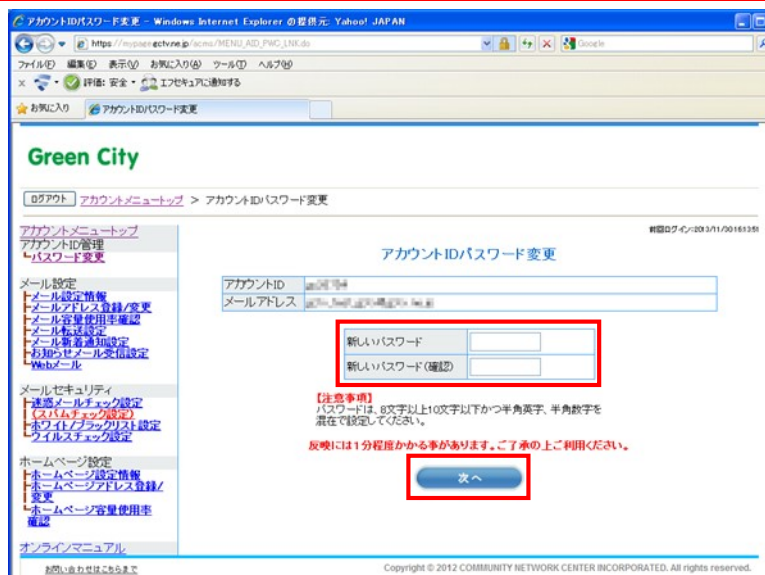 アカウントIDパスワード変更 - Windows Internet Explorer の提供元: Yahoo! JAPAN
Google
ファイル(F) 編集(E) 表示(V) お気に入り(A) ツール(T) ヘルプ(H)
x 評価: 安全 エフセキュアに通知する
お気に入り アカウントIDパスワード変更
Green City
ログアウト アカウントメニュートップ > アカウントIDパスワード変更
アカウントメニュートップ
アカウントID管理
パスワード変更
メール設定
メール設定情報
メールアドレス登録/変更
メール容量使用率確認
メール転送設定
メール新着通知設定
お知らせメール受信設定
Webメール
メールセキュリティ
迷惑メールチェック設定
(スパムチェック設定)
ホワイト/ブラックリスト設定
ウイルスチェック設定
ホームページ設定
ホームページ設定情報
ホームページアドレス登録/
変更
ホームページ容量使用率
確認
オンラインマニュアル
お問い合わせはこちらまで
アカウントIDパスワード変更
アカウントID
メールアドレス
新しいパスワード
新しいパスワード(確認)
【注意事項】
パスワードは、8文字以上10文字以下かつ半角英字、半角数字を
混在で設定してください。
反映には1分程度かかる事があります。ご了承の上ご利用ください。
次へ
Copyright © 2012 COMMUNITY NETWORK CENTER INCORPORATED. All rights reserved.